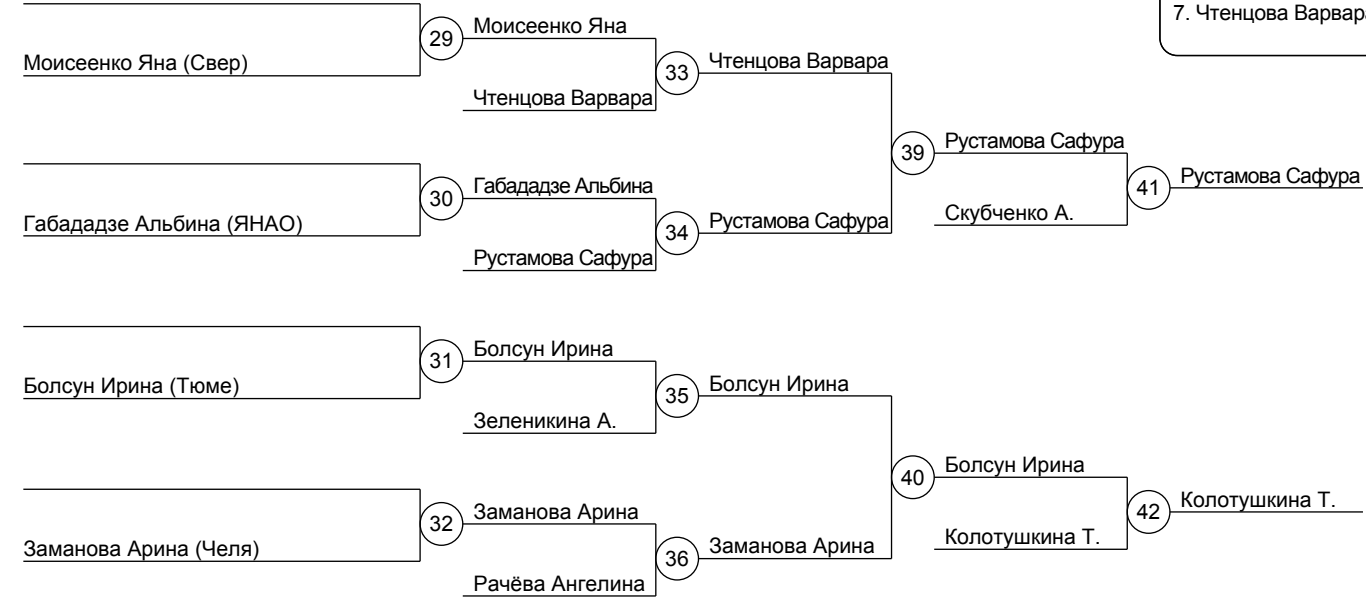 7. Чтенцова Варвара
Моисеенко Яна (Свер)
29
Моисеенко Яна
Чтенцова Варвара
33
Чтенцова Варвара
Габададзе Альбина (ЯНАО)
30
Габададзе Альбина
Рустамова Сафура
34
Рустамова Сафура
39
Рустамова Сафура
Скубченко А.
41
Рустамова Сафура
Болсун Ирина (Тюме)
31
Болсун Ирина
Зеленикина А.
35
Болсун Ирина
Заманова Арина (Челя)
32
Заманова Арина
Рачёва Ангелина
36
Заманова Арина
40
Болсун Ирина
Колотушкина Т.
42
Колотушкина Т.